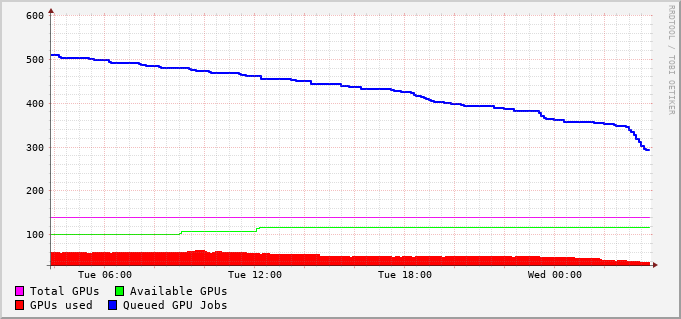 600
500
400
300
200
100
Tue 06:00 Tue 12:00 Tue 18:00 Wed 00:00
Total GPUs Available GPUs
GPUs used Queued GPU Jobs
RRDTOOL / TOBI OETIKER